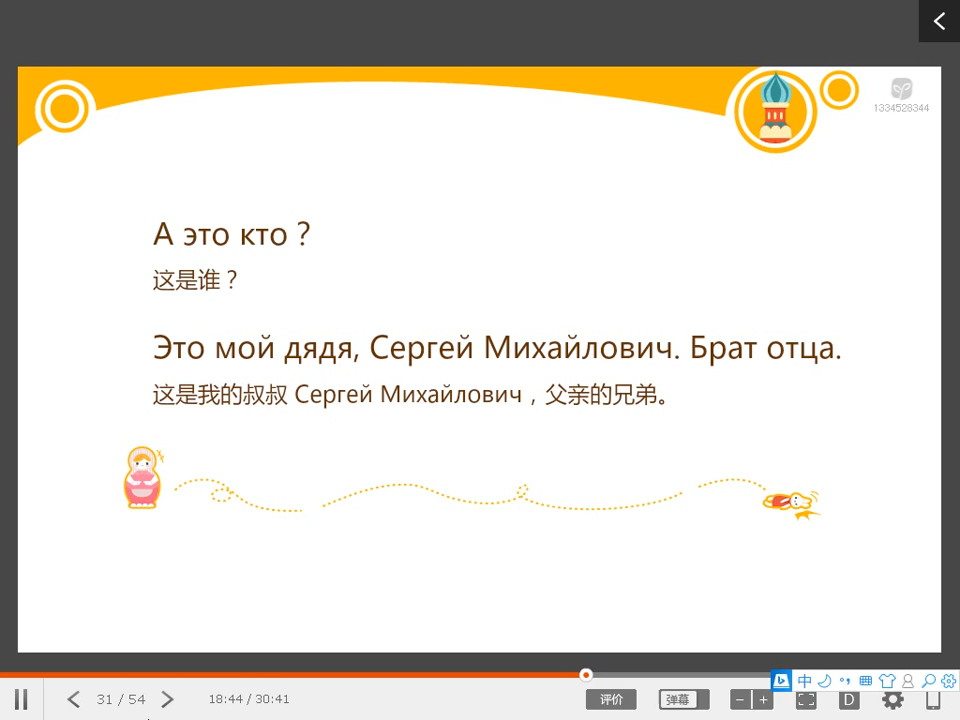 1334528344
А это кто？
这是谁？
Это мой дядя, Сергей Михайлович. Брат отца.
这是我的叔叔 Сергей Михайлович，父亲的兄弟。
中
31 / 54
18:44 / 30:41
评价
弹幕
D